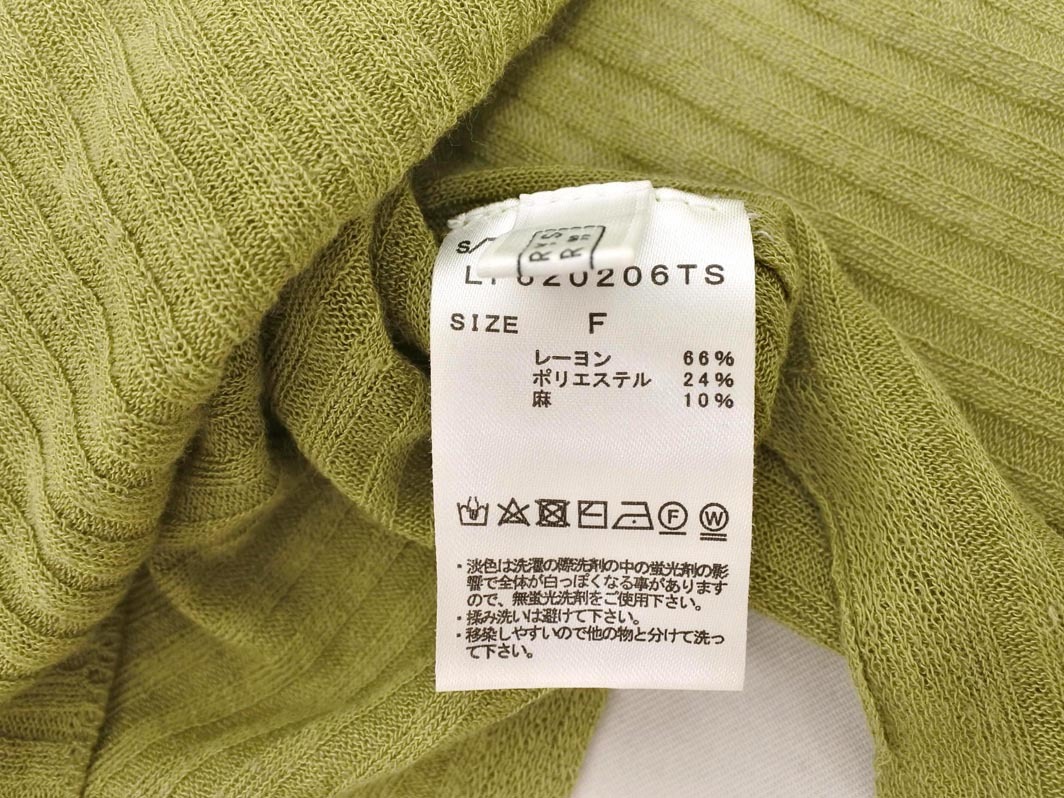 S/
020206TS
SIZE F
レーヨン 66%
ポリエステル 24%
麻 10%
F W
・淡色は洗濯の際洗剤の中の蛍光剤の影
響で全体が白っぽくなる事があります
ので、無蛍光洗剤をご使用下さい。
・揉み洗いは避けて下さい。
・移染しやすいので他の物と分けて洗っ
て下さい。